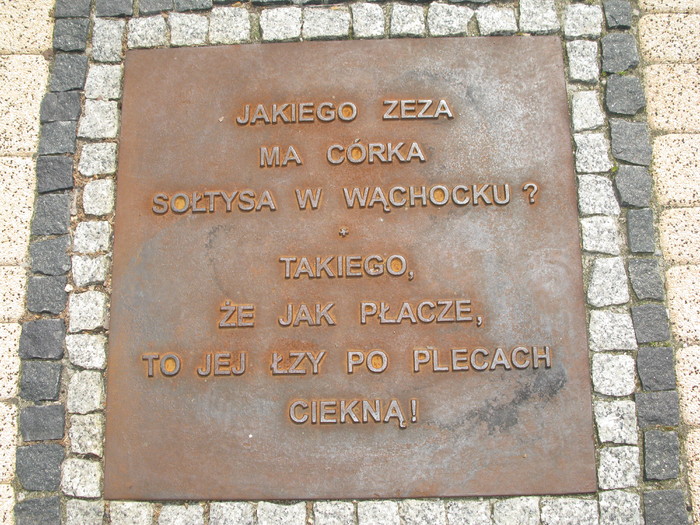 JAKIEGO ZEZA
MA CÓRKA
SOŁTYSA W WĄCHOCKU ?
+
TAKIEGO,
ŻE JAK PŁACZE,
TO JEJ ŁZY PO PLECACH
CIEKNĄ!